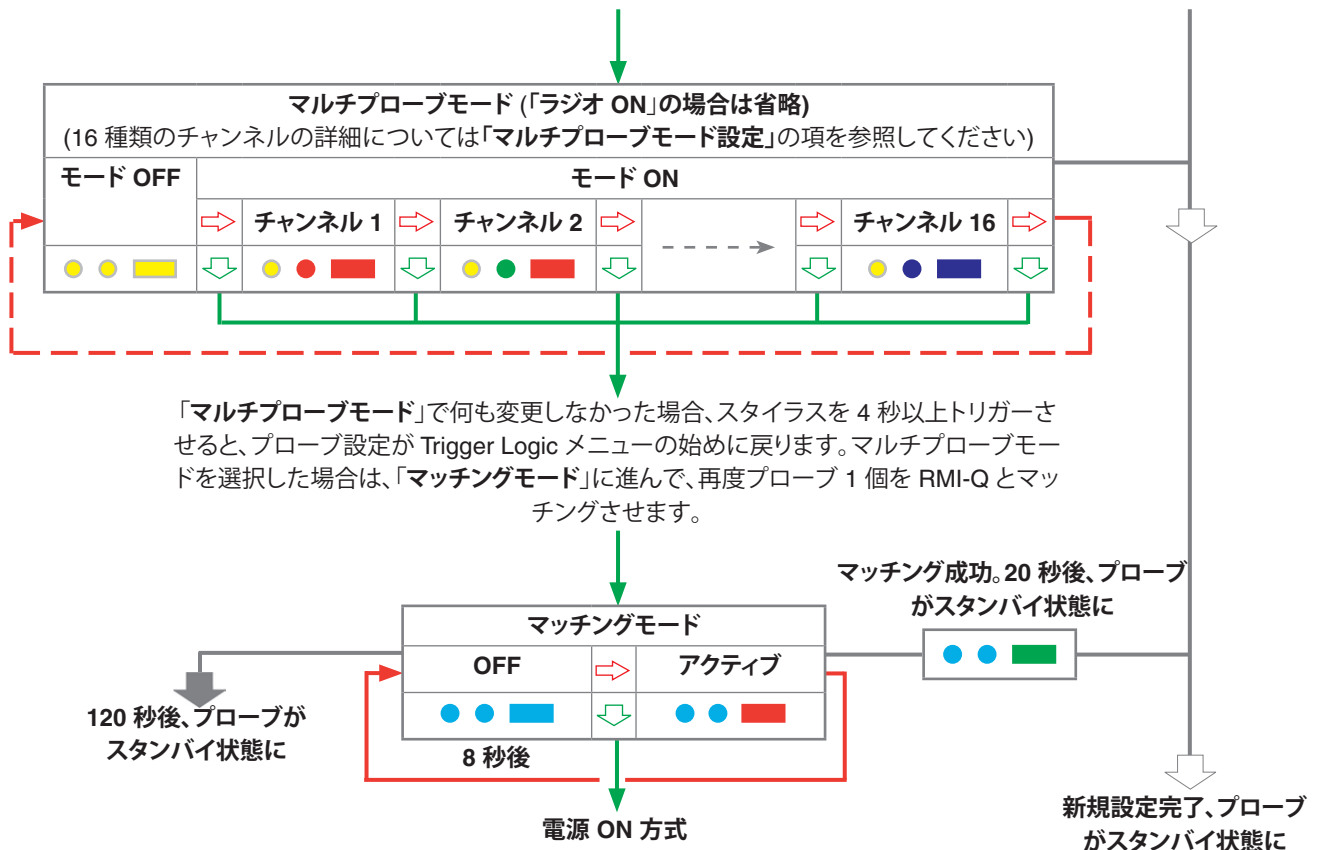 マルチプローブモード (「ラジオ ON」の場合は省略)
(16 種類のチャンネルの詳細については「マルチプローブモード設定」の項を参照してください)
モード OFF
モード ON
チャンネル 1
チャンネル 2
チャンネル 16
「マルチプローブモード」で何も変更しなかった場合、スタイラスを 4 秒以上トリガーさ
せると、プローブ設定が Trigger Logic メニューの始めに戻ります。マルチプローブモー
ドを選択した場合は、「マッチングモード」に進んで、再度プローブ 1 個を RMI-Q とマッ
チングさせます。
マッチング成功。20 秒後、プローブ
がスタンバイ状態に
マッチングモード
OFF
アクティブ
120 秒後、プローブが
スタンバイ状態に
8 秒後
電源 ON 方式
新規設定完了、プローブ
がスタンバイ状態に